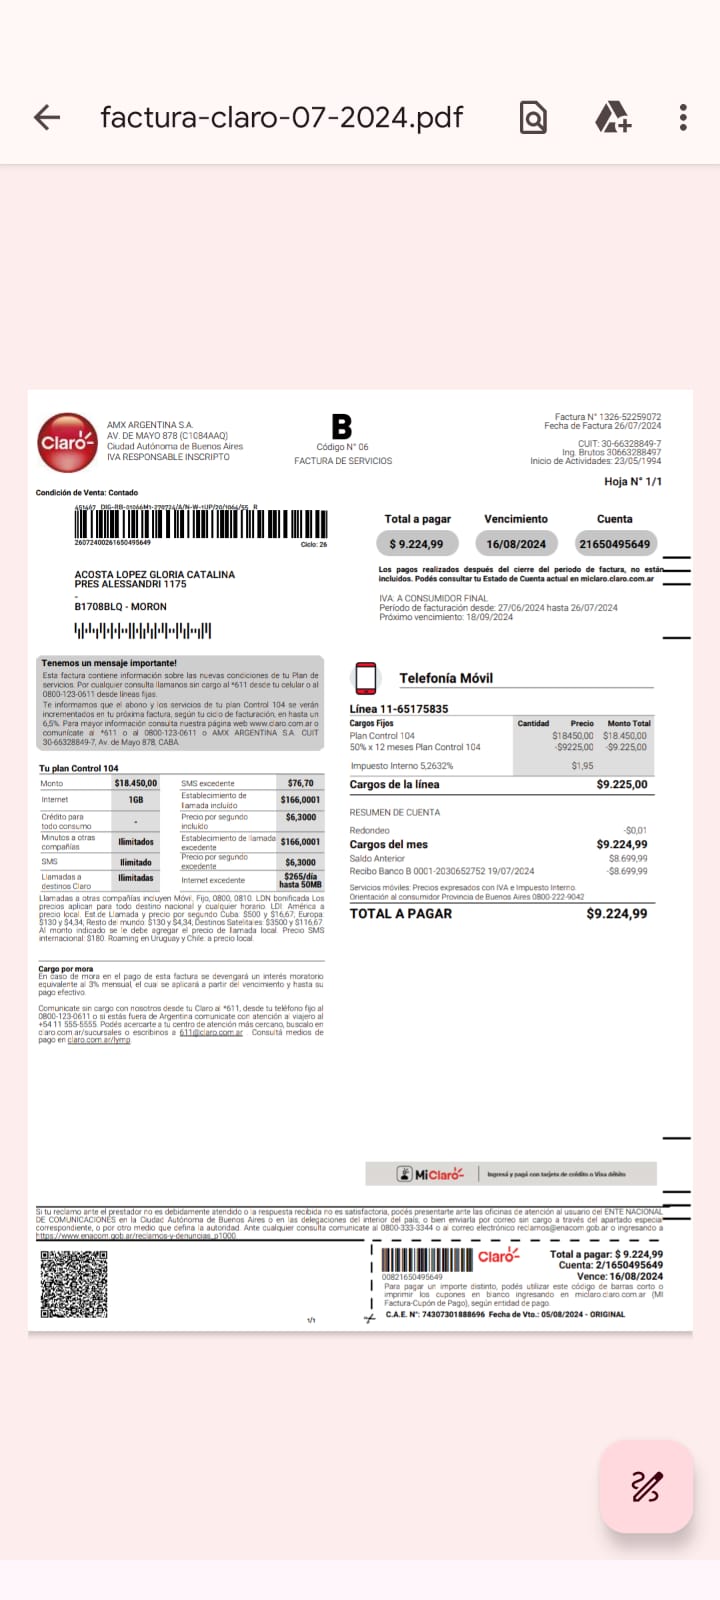 factura-claro-07-2024.pdf
Claro
AMX ARGENTINA S.A.
AV. DE MAYO 878 (C1084AAQ)
Ciudad Autónoma de Buenos Aires
IVA RESPONSABLE INSCRIPTO
B
Código N° 06
FACTURA DE SERVICIOS
Factura N° 1326-52259072
Fecha de Factura 26/07/2024
CUIT: 30-66328849-7
Ing. Brutos 30663288497
Inicio de Actividades: 23/05/1994
Hoja N° 1/1
Condición de Venta: Contado
26072400261650495649
Ciclo: 26
Total a pagar Vencimiento Cuenta
$ 9.224,99 16/08/2024 21650495649
Los pagos realizados después del cierre del periodo de factura, no están
incluidos. Podés consultar tu Estado de Cuenta actual en miclaro.claro.com.ar
ACOSTA LOPEZ GLORIA CATALINA
PRES ALESSANDRI 1175
-
B1708BLQ - MORON
IVA: A CONSUMIDOR FINAL
Período de facturación desde: 27/06/2024 hasta 26/07/2024
Próximo vencimiento: 18/09/2024
Tenemos un mensaje importante!
Esta factura contiene información sobre las nuevas condiciones de tu Plan de
servicios. Por cualquier consulta llamanos sin cargo al *611 desde tu celular o al
0800-123-0611 desde líneas fijas.
Te informamos que el abono y los servicios de tu plan Control 104 se verán
incrementados en tu próxima factura, según tu ciclo de facturación, en hasta un
6,5%. Para mayor información consulta nuestra página web www.claro.com.ar o
comunícate al *611 o al 0800-123-0611 o AMX ARGENTINA S.A. CUIT
30-66328849-7, Av. de Mayo 878, CABA
Tu plan Control 104
Monto $18.450,00 SMS excedente $76,70
Internet 1GB Establecimiento de llamada incluido $166,0001
Crédito para todo consumo - Precio por segundo incluido $6,3000
Minutos a otras compañías Ilimitados Establecimiento de llamada excedente $166,0001
SMS Ilimitado Precio por segundo excedente $6,3000
Llamadas a destinos Claro Ilimitadas Internet excedente $265/día hasta 50MB
Llamadas a otras compañías incluyen Móvil, Fijo, 0800, 0810. LDN bonificada Los
precios aplican para todo destino nacional y cualquier horario. LDI América a
precio local. Est.de Llamada y precio por segundo Cuba: $500 y $16,67, Europa:
$130 y $4,34, Resto de mundo: $130 y $4,34, Destinos Satelitales: $3500 y $116,67
Al monto indicado se le debe agregar el precio de llamada local. Precio SMS
internacional: $180. Roaming en Uruguay y Chile: a precio local.
Cargo por mora
En caso de mora en el pago de esta factura se devengará un interés moratorio
equivalente al 3% mensual, el cual se aplicará a partir del vencimiento y hasta su
pago efectivo.
Comunicate sin cargo con nosotros desde tu Claro al *611, desde tu teléfono fijo al
0800-123-0611 o si estás fuera de Argentina comunicate con atención al viajero al
+54 11 555-5555. Podés acercarte a tu centro de atención más cercano, buscalo en
claro.com.ar/sucursales o escribirnos a 611@claro.com.ar Consultá medios de
pago en claro.com.ar/lymp.
Telefonía Móvil
Línea 11-65175835
Cargos Fijos Cantidad Precio Monto Total
Plan Control 104 $18450,00 $18.450,00
50% x 12 meses Plan Control 104 -$9225,00 -$9.225,00
Impuesto Interno 5,2632% $1,95
Cargos de la línea $9.225,00
RESUMEN DE CUENTA
Redondeo -$0,01
Cargos del mes $9.224,99
Saldo Anterior $8.699,99
Recibo Banco B 0001-2030652752 19/07/2024 -$8.699,99
Servicios móviles: Precios expresados con IVA e Impuesto Interno.
Orientación al consumidor Provincia de Buenos Aires 0800-222-9042
TOTAL A PAGAR $9.224,99
MiClaro
Ingresá y pagá con tarjeta de crédito o Visa débito
Si tu reclamo ante el prestador no es debidamente atendido o la respuesta recibida no es satisfactoria, podés presentarte ante las oficinas de atención al usuario del ENTE NACIONAL
DE COMUNICACIONES en la Ciudad Autónoma de Buenos Aires o en las delegaciones del interior del país, o bien enviarla por correo sin cargo a través del apartado especial
correspondiente, o por otro medio que defina la autoridad. Ante cualquier consulta comunicate al 0800-333-3344 o al correo electrónico reclamos@enacom.gob.ar o ingresando a
https://www.enacom.gob.ar/reclamos-y-denuncias_p1000.
Claro
00821650495649
Total a pagar: $ 9.224,99
Cuenta: 2/1650495649
Vence: 16/08/2024
Para pagar un importe distinto, podés utilizar este código de barras corto o
imprimir los cupones en blanco ingresando en miclaro.claro.com.ar (MI
Factura-Cupón de Pago), según entidad de pago.
C.A.E. N°: 74307301888696 Fecha de Vto.: 05/08/2024 - ORIGINAL
1/1